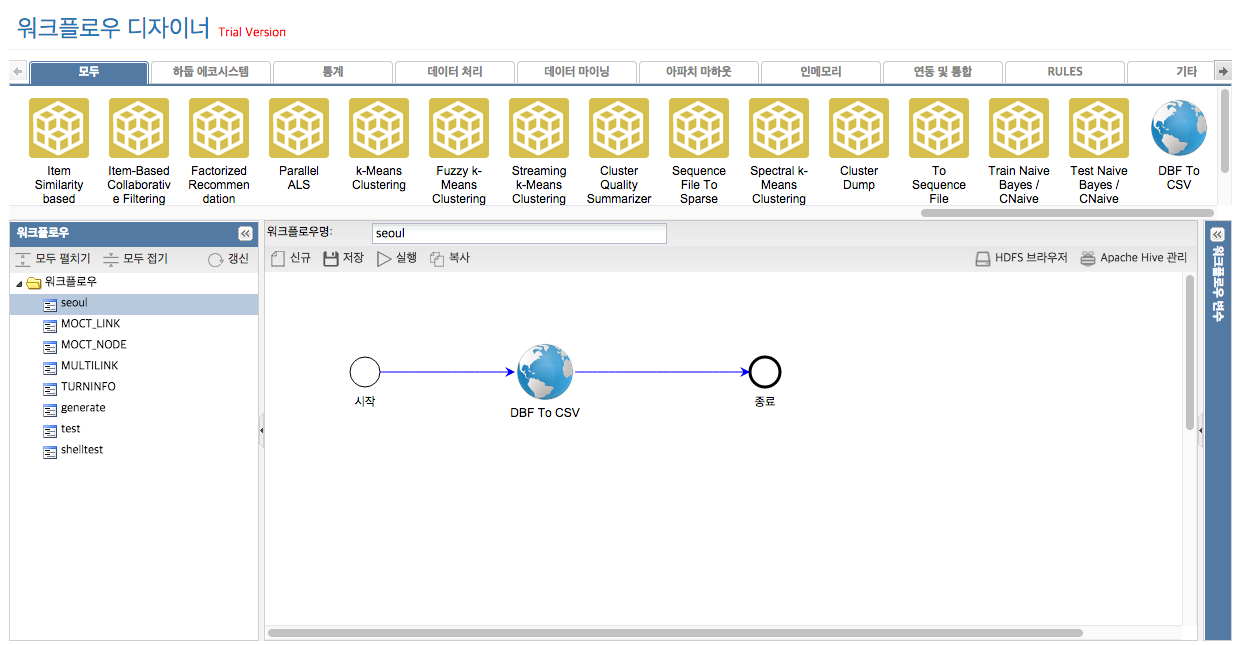 워크플로우 디자이너 Trial Version
모두 하둡 에코시스템 통계 데이터 처리 데이터 마이닝 아파치 마하웃 인메모리 연동 및 통합 RULES 기타
Item Similarity based
Item-Based Collaborativ e Filtering
Factorized Recommen dation
Parallel ALS
k-Means Clustering
Fuzzy k- Means Clustering
Streaming k-Means Clustering
Cluster Quality Summarizer
Sequence File To Sparse
Spectral k- Means Clustering
Cluster Dump
To Sequence File
Train Naive Bayes / CNaive
Test Naive Bayes / CNaive
DBF To CSV
워크플로우
모두 펼치기 모두 접기 갱신
워크플로우
seoul
MOCT_LINK
MOCT_NODE
MULTILINK
TURNINFO
generate
test
shelltest
워크플로우명: seoul
신규 저장 실행 복사 HDFS 브라우저 Apache Hive 관리
시작
DBF To CSV
종료
워크플로우 변수